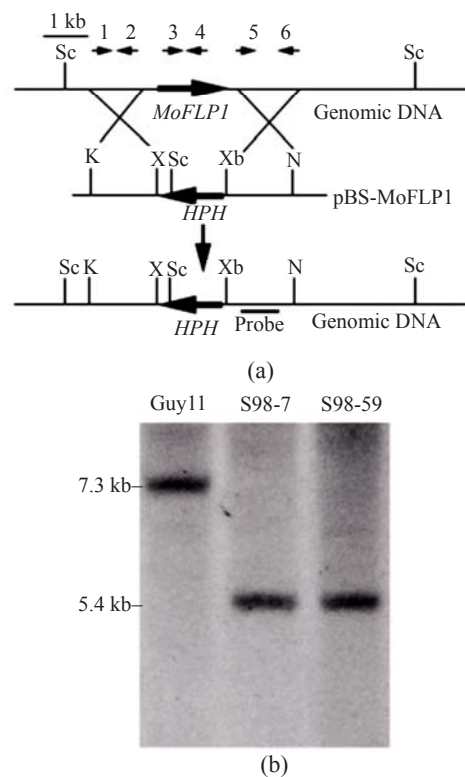 1 kb
1 2 3 4 5 6
Sc Sc
MoFLP1 Genomic DNA
K X Sc Xb N
HPH pBS-MoFLP1
Sc K X Sc Xb N Sc
HPH Probe Genomic DNA
(a)
Guy11 S98-7 S98-59
7.3 kb
5.4 kb
(b)